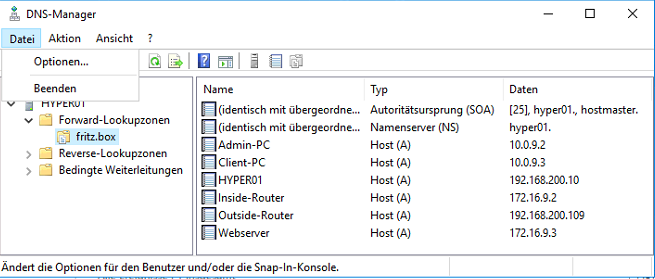 DNS-Manager
Datei Aktion Ansicht ?
Optionen...
Beenden
HYPER01
Forward-Lookupzonen
fritz.box
Reverse-Lookupzonen
Bedingte Weiterleitungen
Name Typ Daten
(identisch mit übergeordne... Autoritätsursprung (SOA) [25], hyper01., hostmaster.
(identisch mit übergeordne... Namenserver (NS) hyper01.
Admin-PC Host (A) 10.0.9.2
Client-PC Host (A) 10.0.9.3
HYPER01 Host (A) 192.168.200.10
Inside-Router Host (A) 172.16.9.2
Outside-Router Host (A) 192.168.200.109
Webserver Host (A) 172.16.9.3
Ändert die Optionen für den Benutzer und/oder die Snap-In-Konsole.